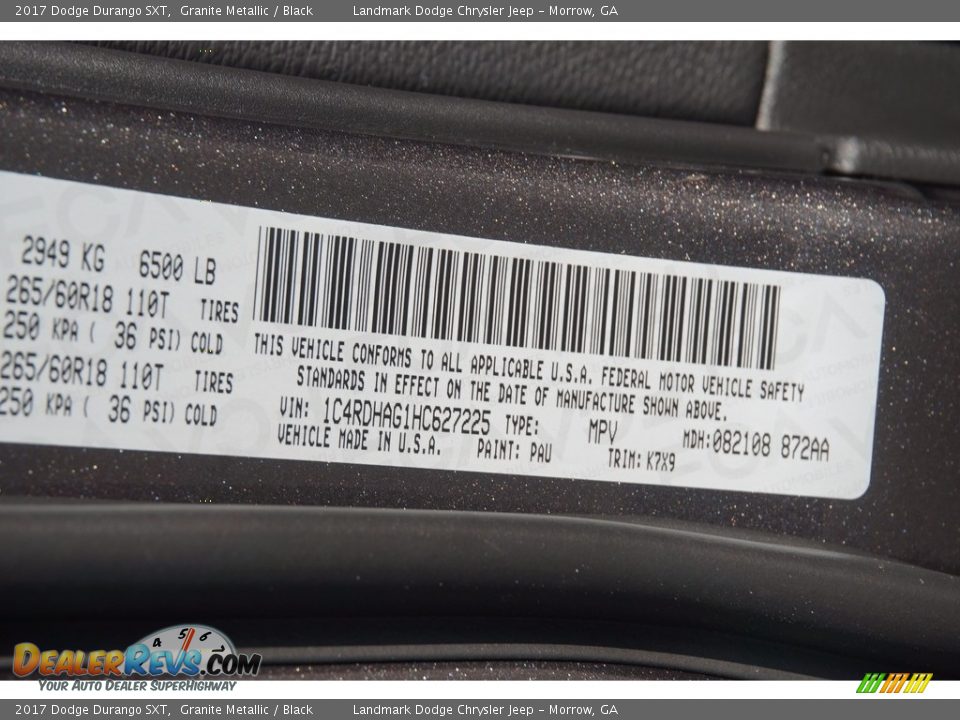 2017 Dodge Durango SXT,  Granite Metallic / Black  Landmark Dodge Chrysler Jeep - Morrow, GA
2949 KG  6500 LB
265/60R18 110T  TIRES
250 KPA ( 36 PSI) COLD
265/60R18 110T  TIRES
250 KPA ( 36 PSI) COLD
THIS VEHICLE CONFORMS TO ALL APPLICABLE U.S.A. FEDERAL MOTOR VEHICLE SAFETY
STANDARDS IN EFFECT ON THE DATE OF MANUFACTURE SHOWN ABOVE.
VIN: 1C4RDHAG1HC627225 TYPE:  MPV  MDH:082108 872AA
VEHICLE MADE IN U.S.A.  PAINT: PAU  TRIM: K7X9
4 5 6
DealerRevs.com
Your Auto Dealer SuperHighway
2017 Dodge Durango SXT,  Granite Metallic / Black  Landmark Dodge Chrysler Jeep - Morrow, GA